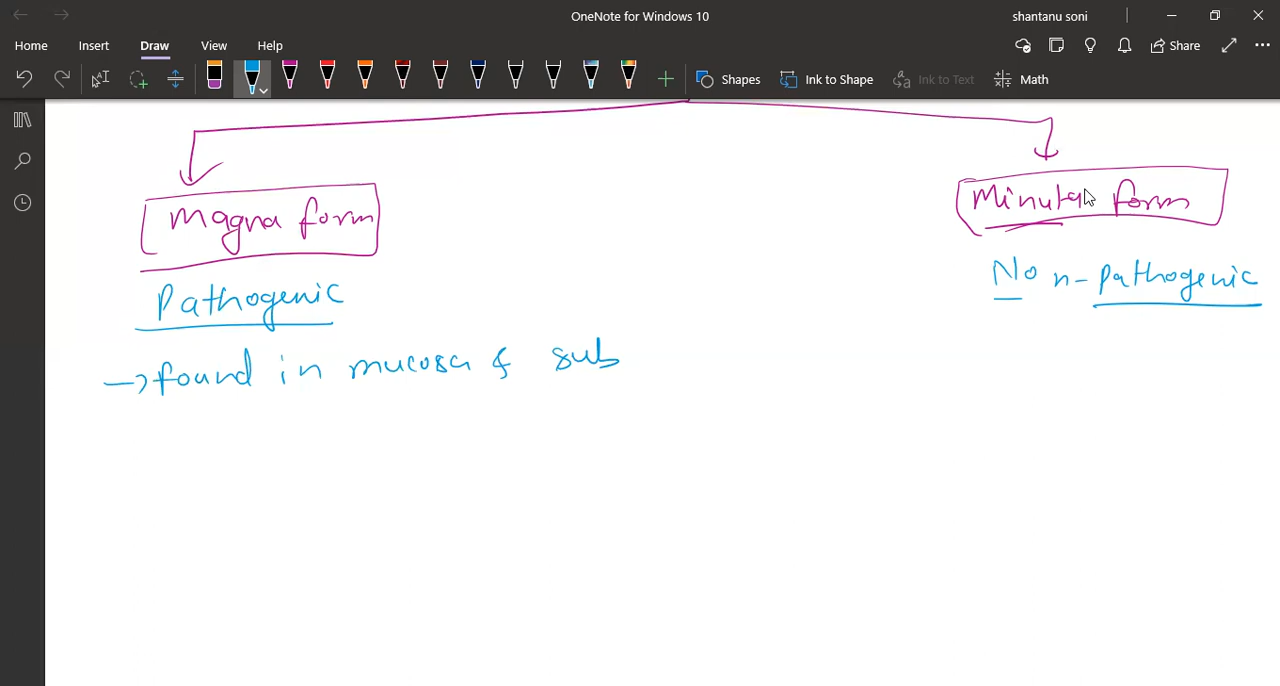 OneNote for Windows 10
shantanu soni
Home Insert Draw View Help
Share
Shapes Ink to Shape Ink to Text Math
Magna form
Minuta form
Pathogenic
No n-pathogenic
→ found in mucosa & sub